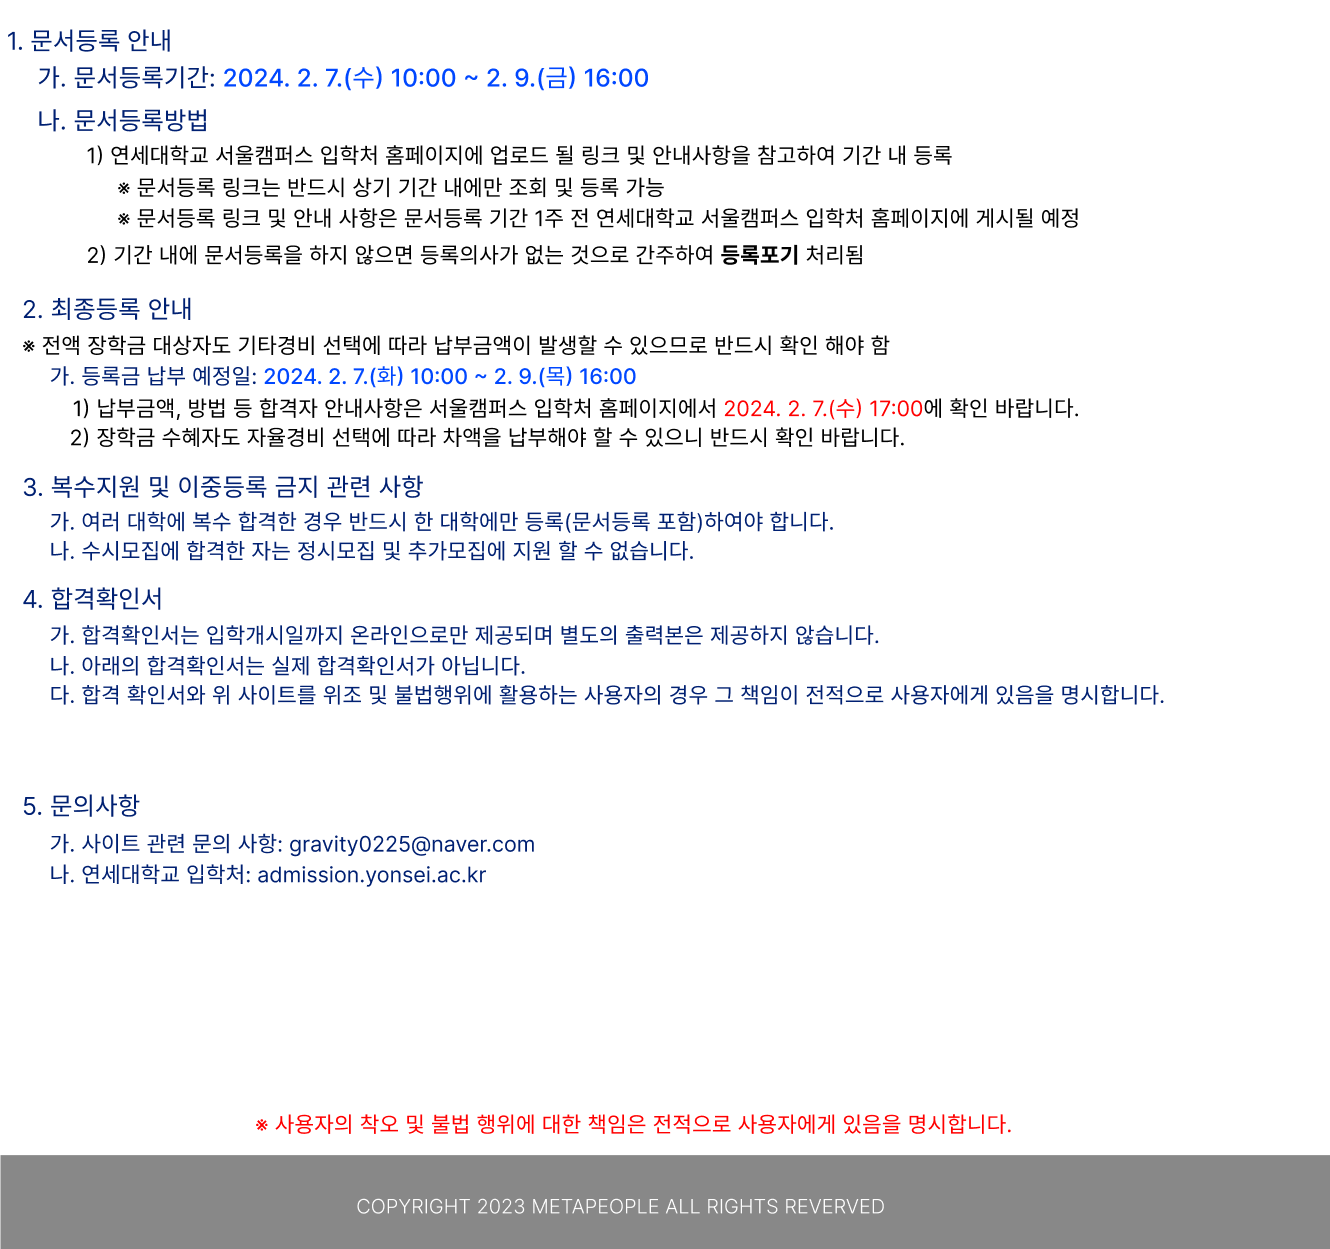 1. 문서등록 안내
가. 문서등록기간: 2024. 2. 7.(수) 10:00 ~ 2. 9.(금) 16:00
나. 문서등록방법
1) 연세대학교 서울캠퍼스 입학처 홈페이지에 업로드 될 링크 및 안내사항을 참고하여 기간 내 등록
※ 문서등록 링크는 반드시 상기 기간 내에만 조회 및 등록 가능
※ 문서등록 링크 및 안내 사항은 문서등록 기간 1주 전 연세대학교 서울캠퍼스 입학처 홈페이지에 게시될 예정
2) 기간 내에 문서등록을 하지 않으면 등록의사가 없는 것으로 간주하여 등록포기 처리됨
2. 최종등록 안내
※ 전액 장학금 대상자도 기타경비 선택에 따라 납부금액이 발생할 수 있으므로 반드시 확인 해야 함
가. 등록금 납부 예정일: 2024. 2. 7.(화) 10:00 ~ 2. 9.(목) 16:00
1) 납부금액, 방법 등 합격자 안내사항은 서울캠퍼스 입학처 홈페이지에서 2024. 2. 7.(수) 17:00에 확인 바랍니다.
2) 장학금 수혜자도 자율경비 선택에 따라 차액을 납부해야 할 수 있으니 반드시 확인 바랍니다.
3. 복수지원 및 이중등록 금지 관련 사항
가. 여러 대학에 복수 합격한 경우 반드시 한 대학에만 등록(문서등록 포함)하여야 합니다.
나. 수시모집에 합격한 자는 정시모집 및 추가모집에 지원 할 수 없습니다.
4. 합격확인서
가. 합격확인서는 입학개시일까지 온라인으로만 제공되며 별도의 출력본은 제공하지 않습니다.
나. 아래의 합격확인서는 실제 합격확인서가 아닙니다.
다. 합격 확인서와 위 사이트를 위조 및 불법행위에 활용하는 사용자의 경우 그 책임이 전적으로 사용자에게 있음을 명시합니다.
5. 문의사항
가. 사이트 관련 문의 사항: gravity0225@naver.com
나. 연세대학교 입학처: admission.yonsei.ac.kr
※ 사용자의 착오 및 불법 행위에 대한 책임은 전적으로 사용자에게 있음을 명시합니다.
COPYRIGHT 2023 METAPEOPLE ALL RIGHTS REVERVED